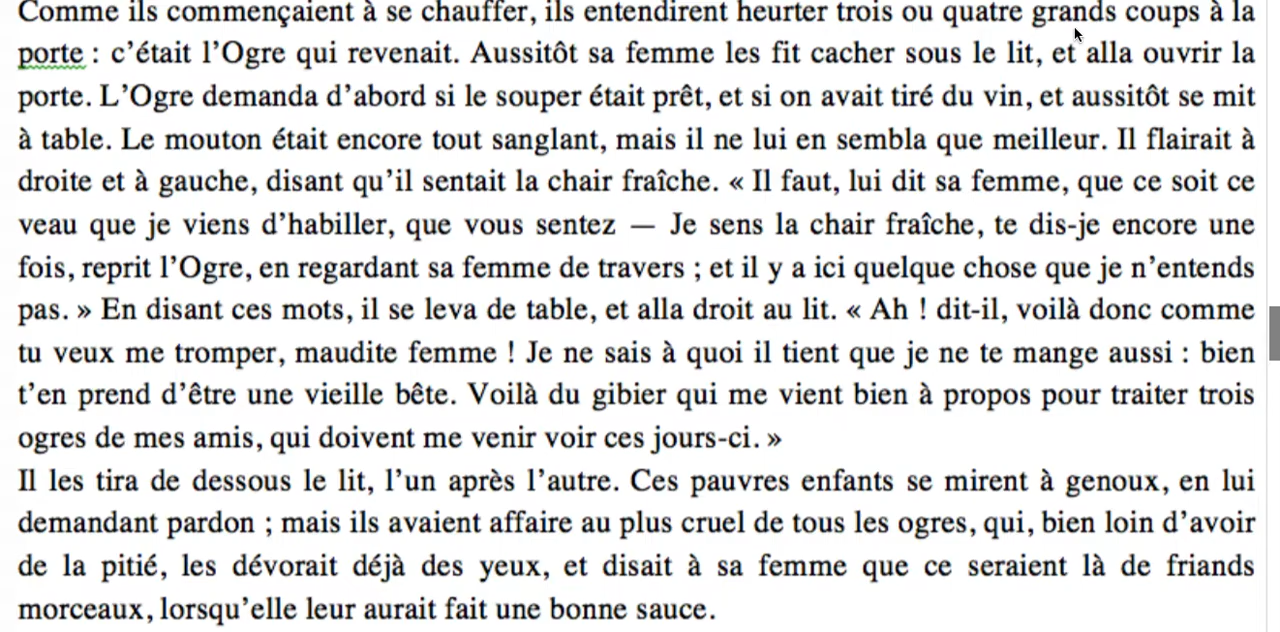 Comme ils commençaient à se chauffer, ils entendirent heurter trois ou quatre grands coups à la
porte : c’était l’Ogre qui revenait. Aussitôt sa femme les fit cacher sous le lit, et alla ouvrir la
porte. L’Ogre demanda d’abord si le souper était prêt, et si on avait tiré du vin, et aussitôt se mit
à table. Le mouton était encore tout sanglant, mais il ne lui en sembla que meilleur. Il flairait à
droite et à gauche, disant qu’il sentait la chair fraîche. « Il faut, lui dit sa femme, que ce soit ce
veau que je viens d’habiller, que vous sentez — Je sens la chair fraîche, te dis-je encore une
fois, reprit l’Ogre, en regardant sa femme de travers ; et il y a ici quelque chose que je n’entends
pas. » En disant ces mots, il se leva de table, et alla droit au lit. « Ah ! dit-il, voilà donc comme
tu veux me tromper, maudite femme ! Je ne sais à quoi il tient que je ne te mange aussi : bien
t’en prend d’être une vieille bête. Voilà du gibier qui me vient bien à propos pour traiter trois
ogres de mes amis, qui doivent me venir voir ces jours-ci. »
Il les tira de dessous le lit, l’un après l’autre. Ces pauvres enfants se mirent à genoux, en lui
demandant pardon ; mais ils avaient affaire au plus cruel de tous les ogres, qui, bien loin d’avoir
de la pitié, les dévorait déjà des yeux, et disait à sa femme que ce seraient là de friands
morceaux, lorsqu’elle leur aurait fait une bonne sauce.